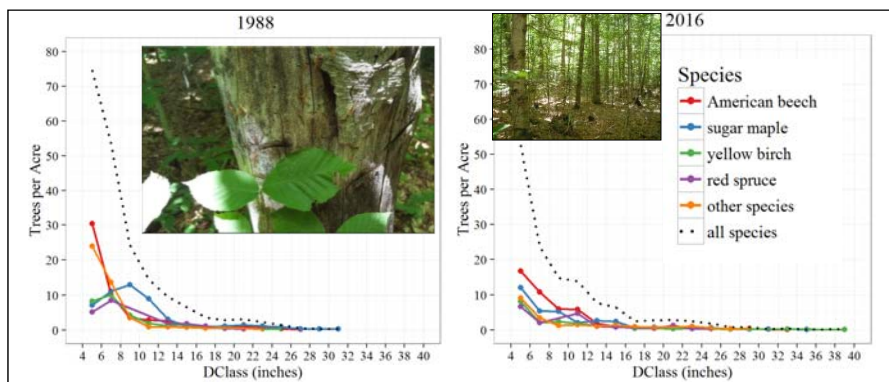 1988
80
70
60
50
40
30
20
10
0
Trees per Acre
4 6 8 10 12 14 16 18 20 22 24 26 28 30 32 34 36 38 40
DClass (inches)
2016
80
70
60
50
40
30
20
10
0
Trees per Acre
4 6 8 10 12 14 16 18 20 22 24 26 28 30 32 34 36 38 40
DClass (inches)
Species
American beech
sugar maple
yellow birch
red spruce
other species
all species